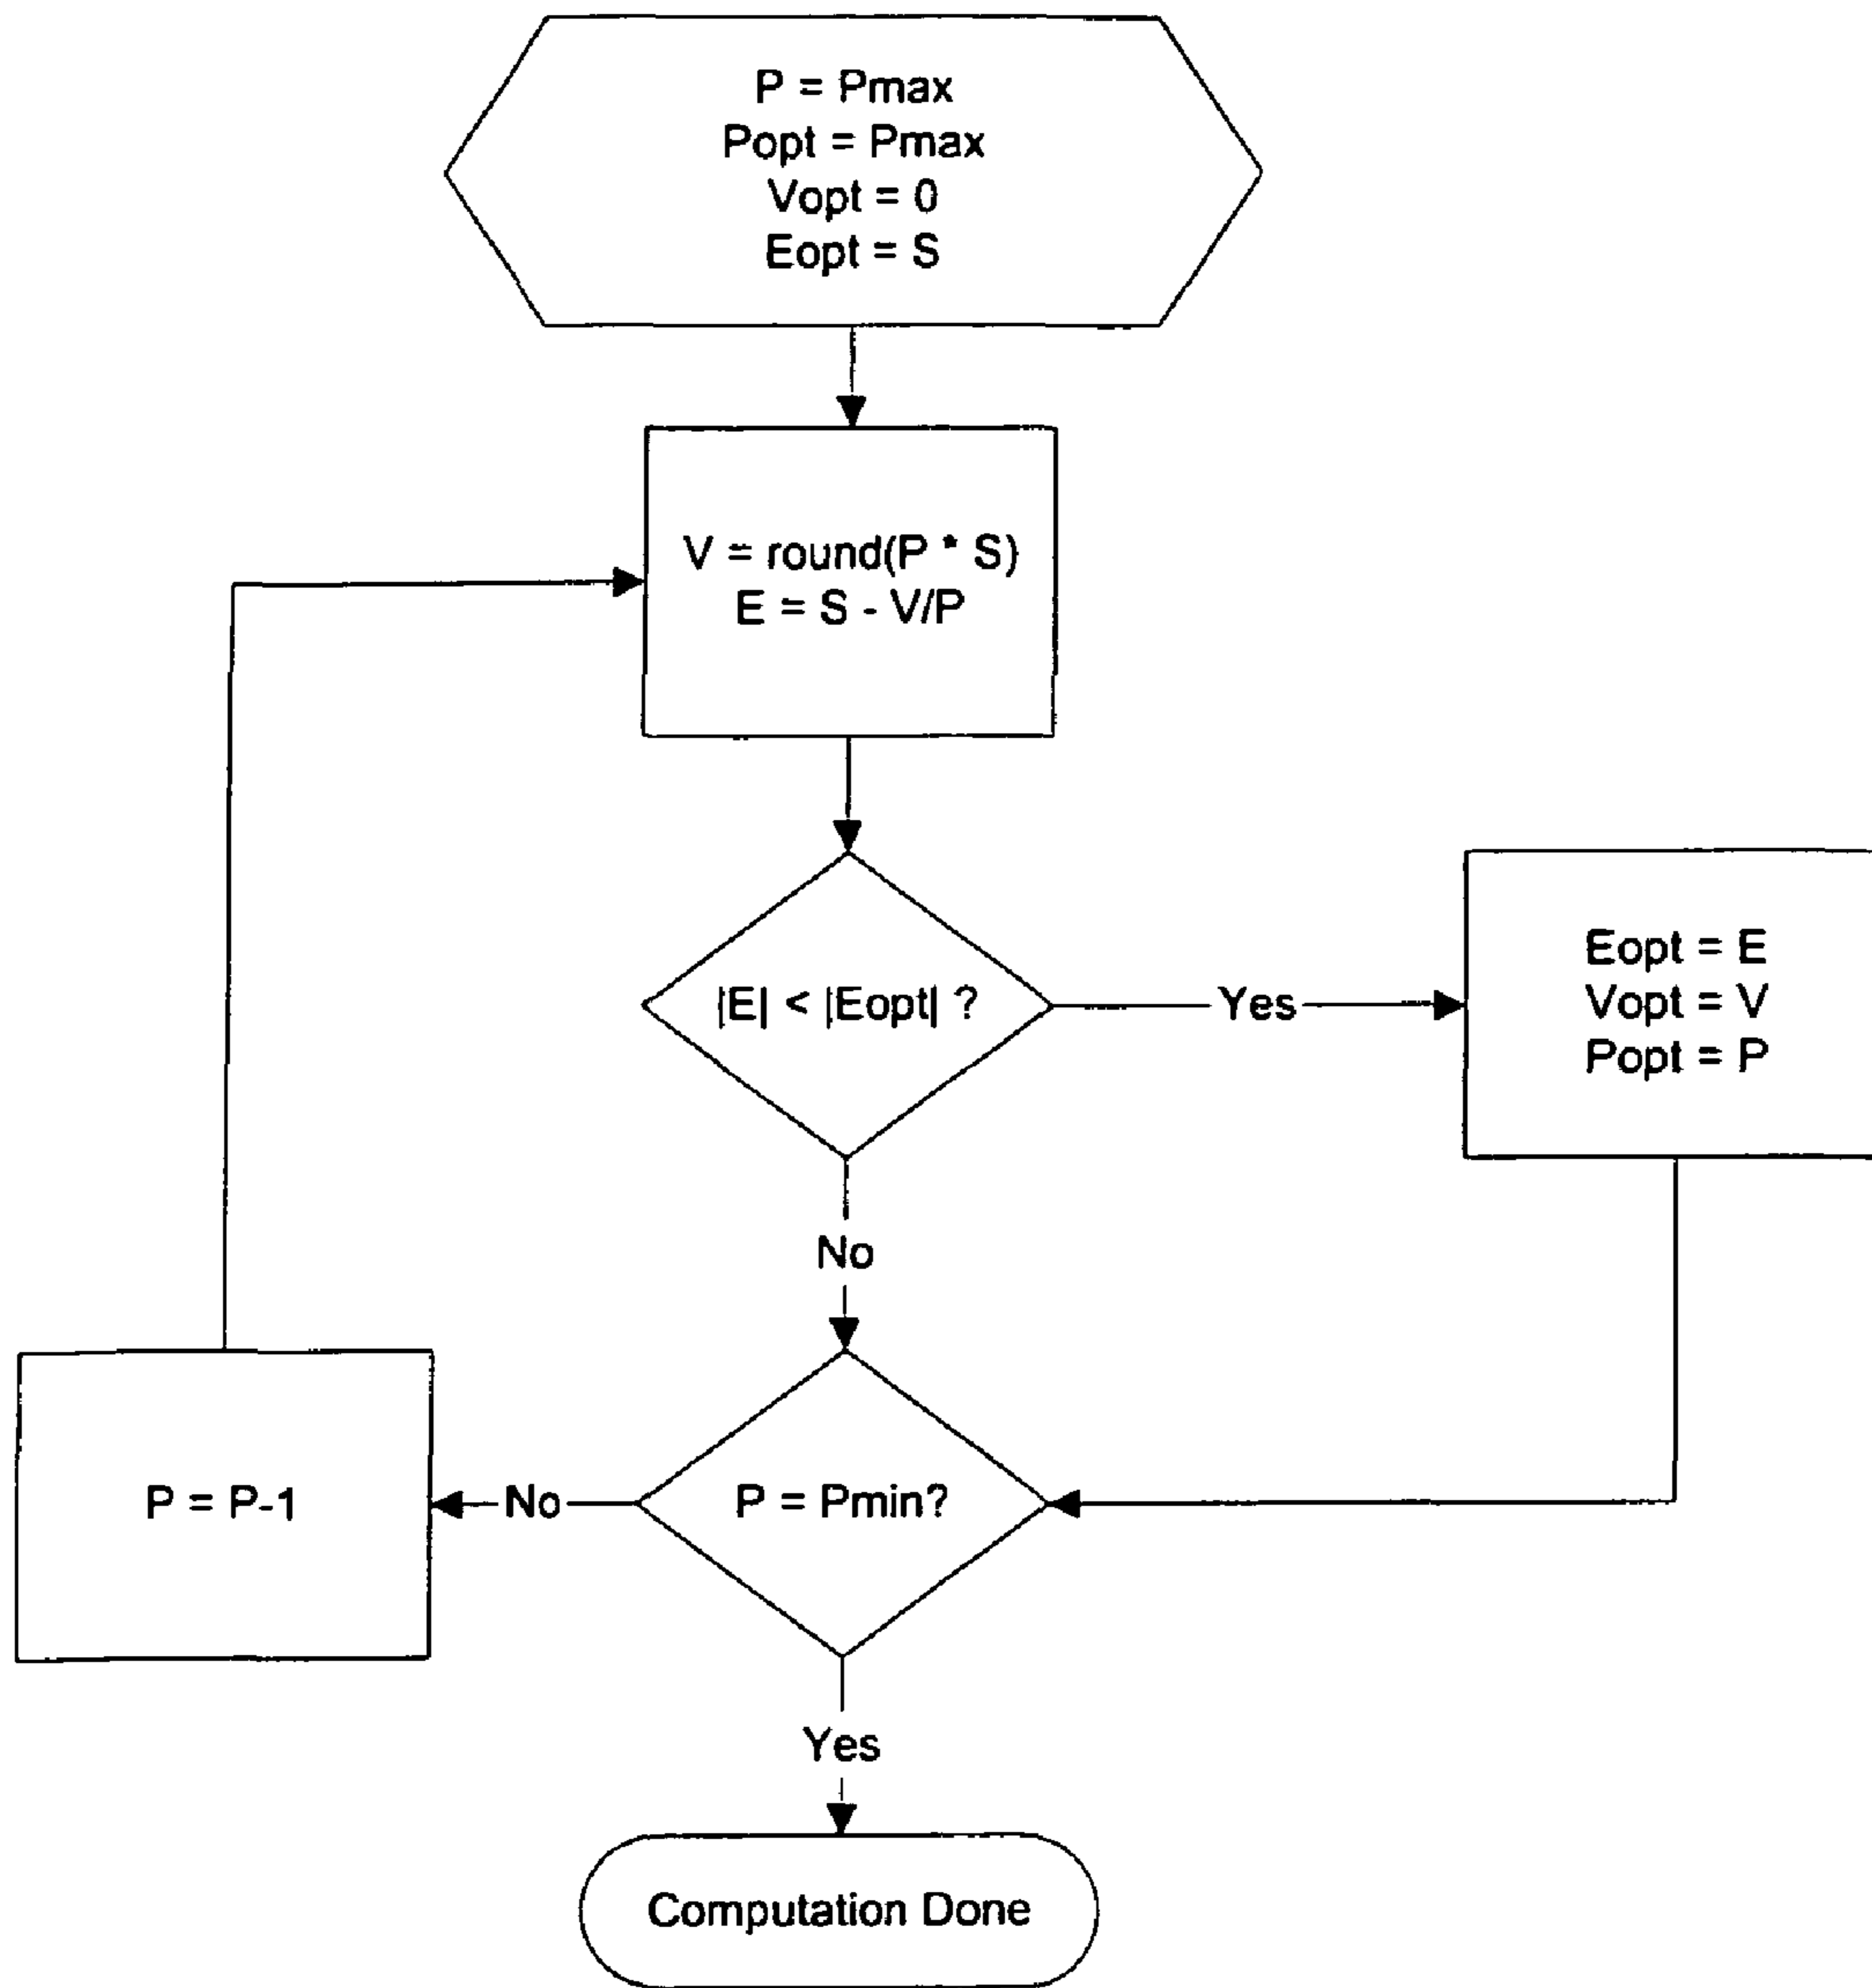 P = Pmax
Popt = Pmax
Vopt = 0
Eopt = S
V = round(P * S)
E = S - V/P
|E| < |Eopt| ?
Yes
Eopt = E
Vopt = V
Popt = P
No
P = P-1
No
P = Pmin?
Yes
Computation Done